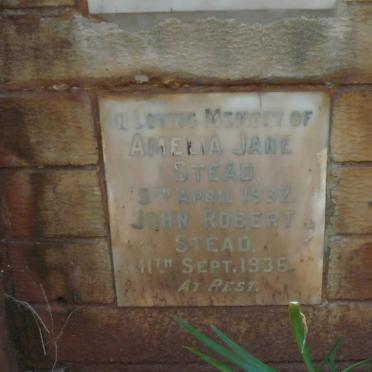 IN LOVING MEMORY OF
AMELIA JANE
STEAD
5TH APRIL 1932.
JOHN ROBERT
STEAD.
11TH SEPT. 1936
AT REST.